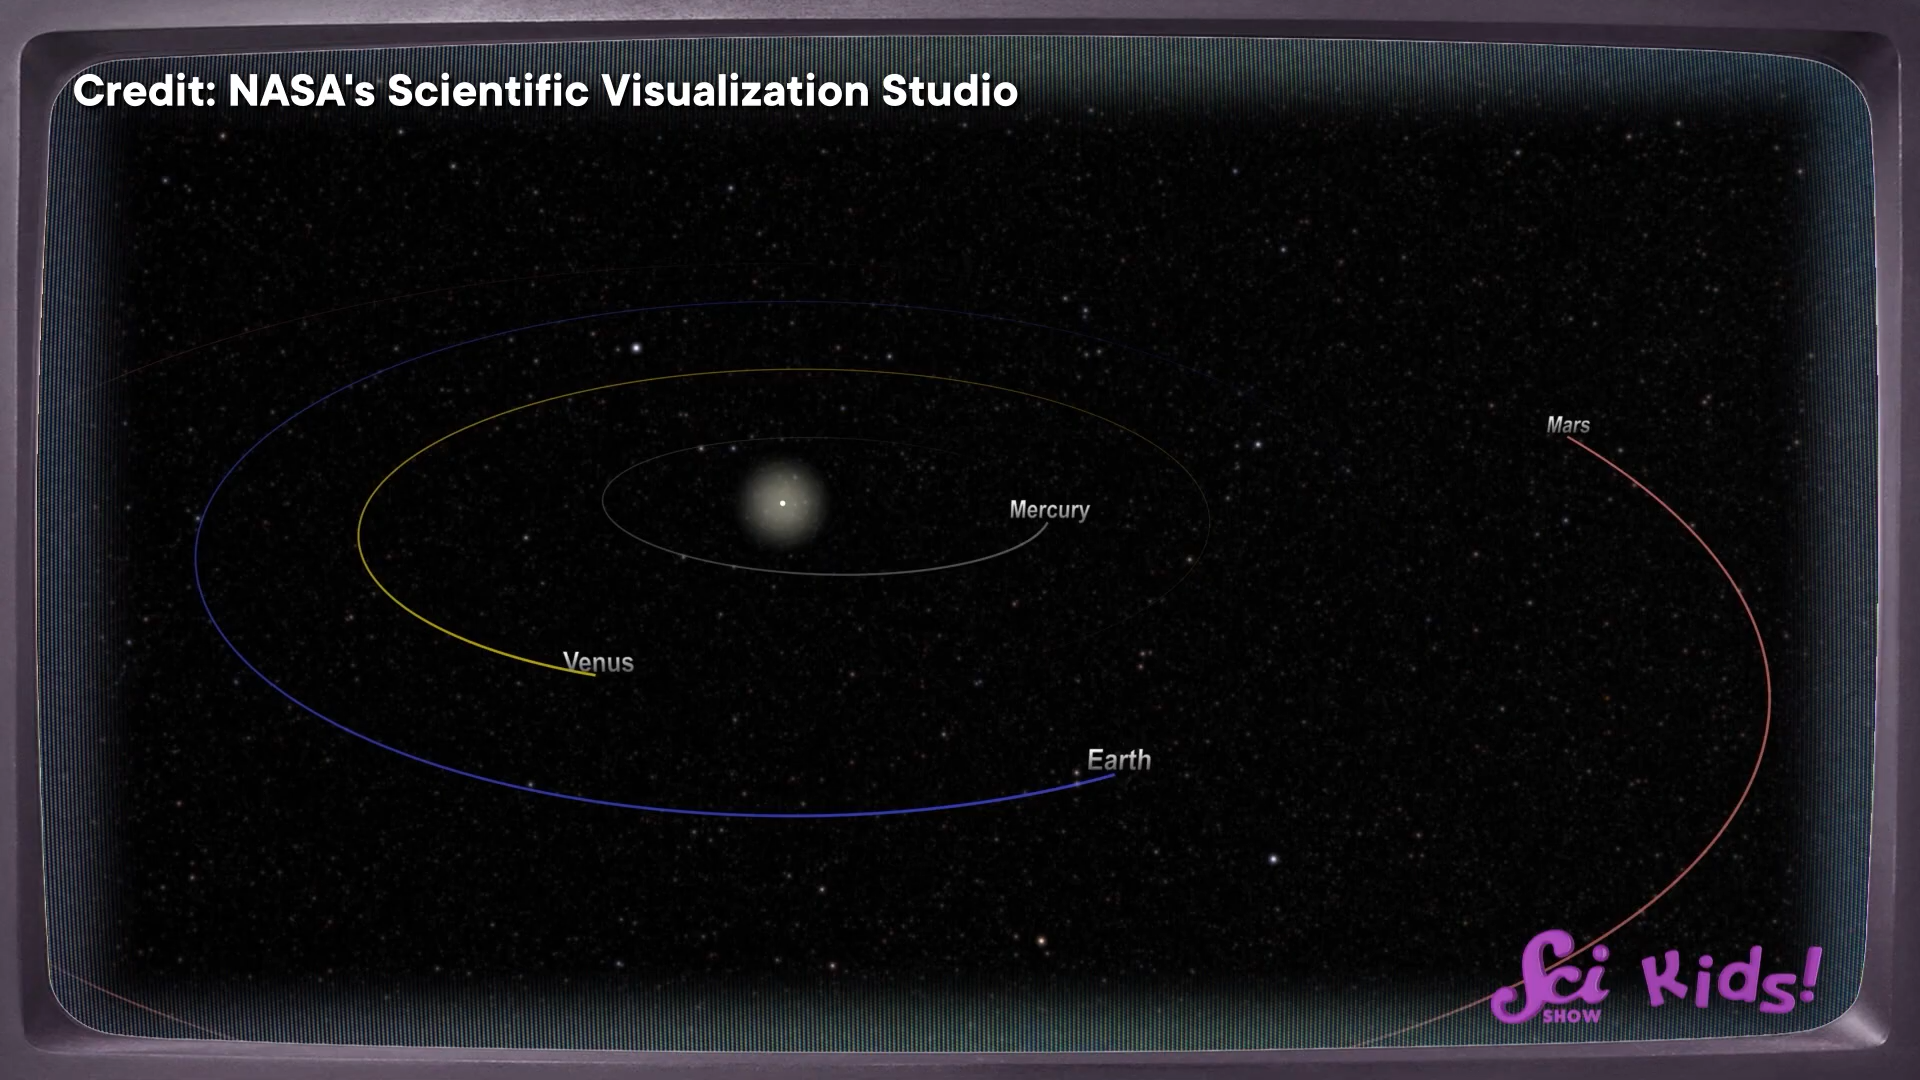 Credit: NASA's Scientific Visualization Studio
Mars
Mercury
Venus
Earth
Sci Kids!
SHOW